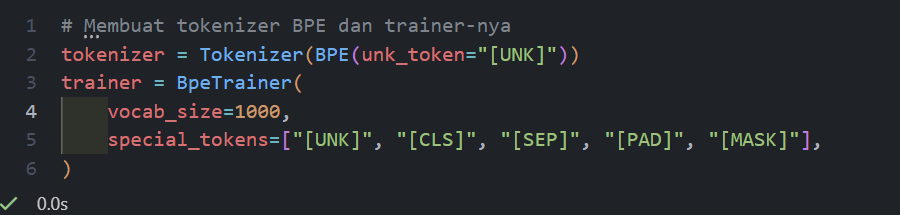 1 # Membuat tokenizer BPE dan trainer-nya
2 tokenizer = Tokenizer(BPE(unk_token="[UNK]"))
3 trainer = BpeTrainer(
4     vocab_size=1000,
5     special_tokens=["[UNK]", "[CLS]", "[SEP]", "[PAD]", "[MASK]"],
6 )
0.0s